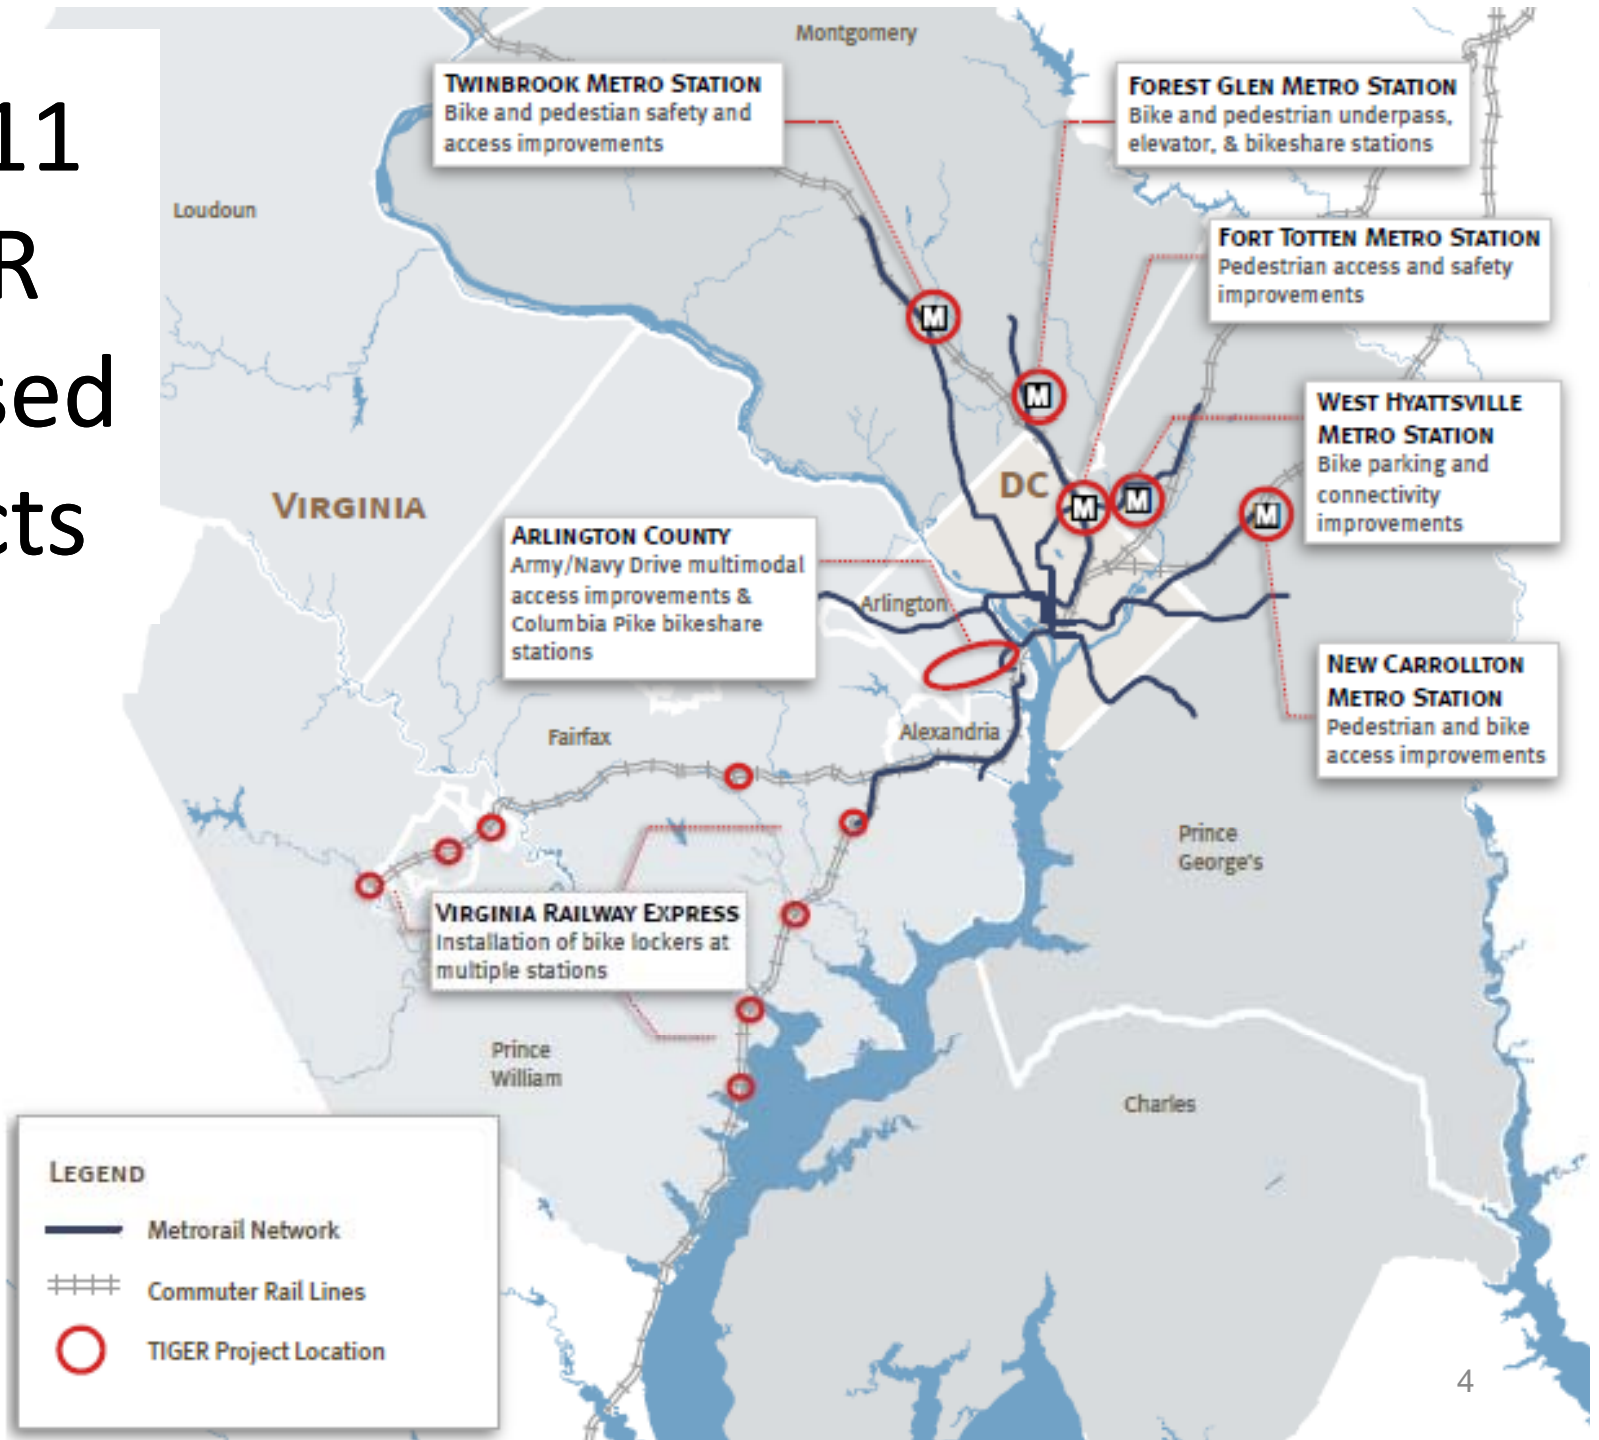 11
R
sed
cts
Montgomery
TWINBROOK METRO STATION
Bike and pedestian safety and
access improvements
FOREST GLEN METRO STATION
Bike and pedestrian underpass,
elevator, & bikeshare stations
Loudoun
FORT TOTTEN METRO STATION
Pedestrian access and safety
improvements
M
M
WEST HYATTSVILLE
METRO STATION
Bike parking and
connectivity
improvements
DC
M
M
M
VIRGINIA
ARLINGTON COUNTY
Army/Navy Drive multimodal
access improvements &
Columbia Pike bikeshare
stations
Arlington
NEW CARROLLTON
METRO STATION
Pedestrian and bike
access improvements
Fairfax
Alexandria
Prince
George's
VIRGINIA RAILWAY EXPRESS
Installation of bike lockers at
multiple stations
Prince
William
Charles
LEGEND
Metrorail Network
Commuter Rail Lines
TIGER Project Location
4